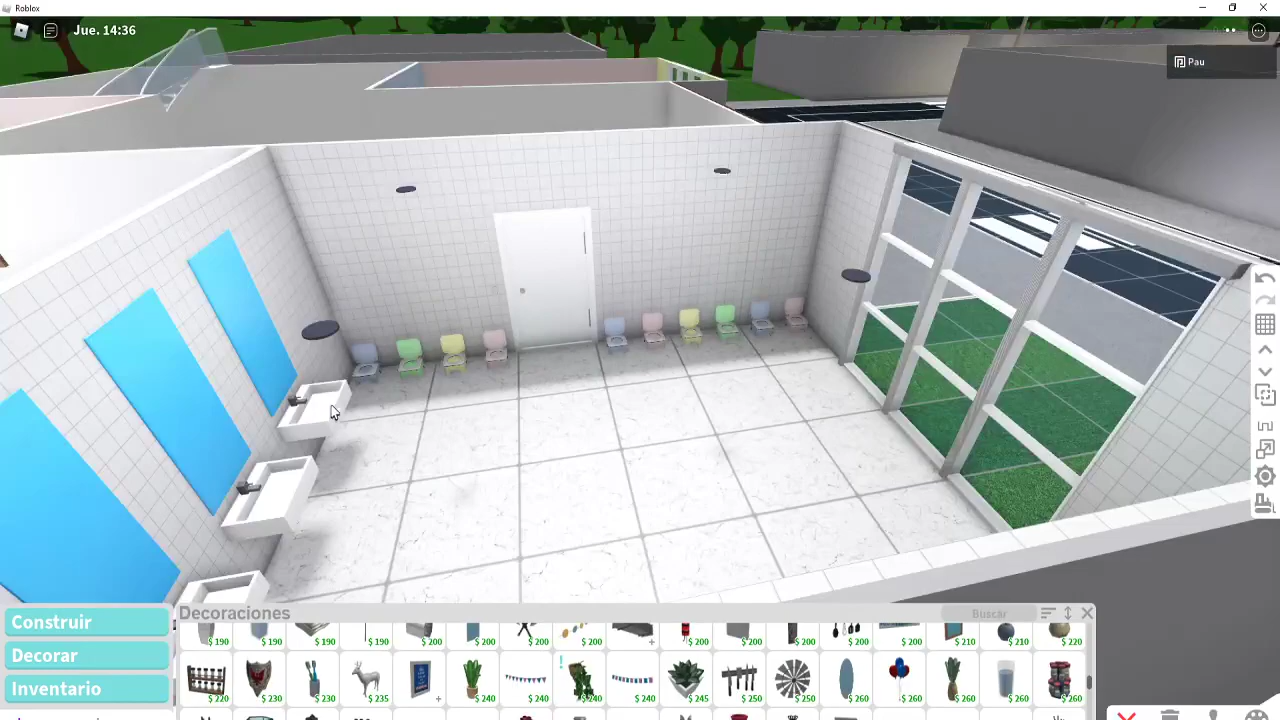 Roblox
Jue. 14:36
Pau
Construir
Decorar
Inventario
Decoraciones
Buscar
$ 190 $ 190 $ 190 $ 190 $ 200 $ 200 $ 200 $ 200 $ 200 $ 200 $ 200 $ 200 $ 200 $ 200 $ 210 $ 210 $ 220
$ 220 $ 230 $ 230 $ 235 $ 240 $ 240 $ 240 $ 240 $ 245 $ 250 $ 250 $ 260 $ 260 $ 260 $ 260 $ 260